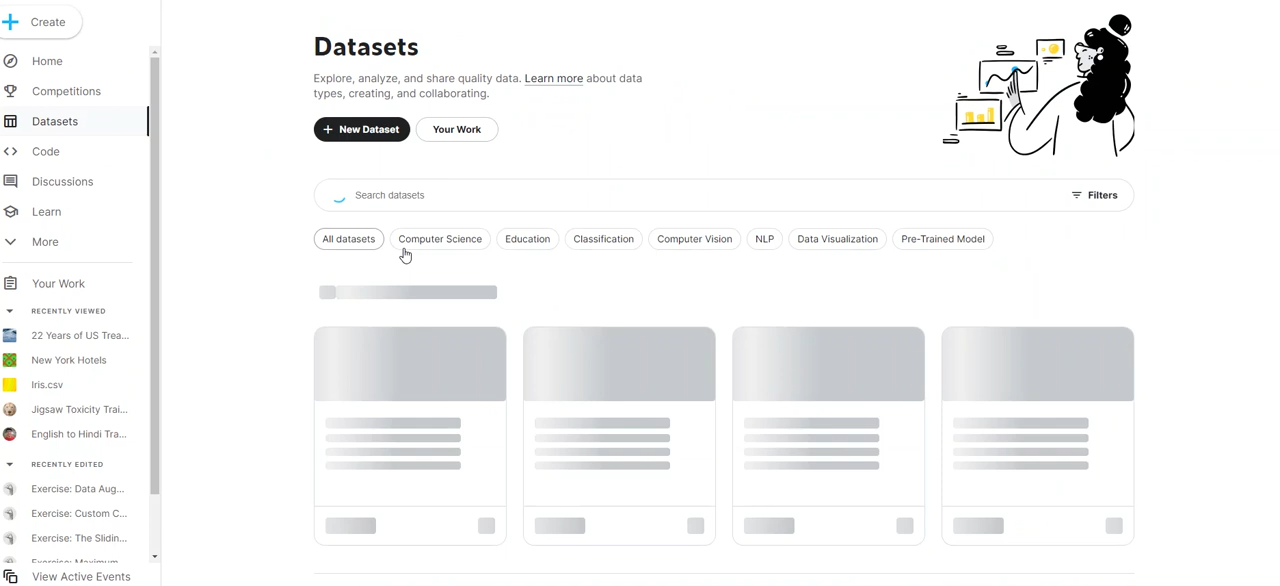 Create
Home
Competitions
Datasets
Code
Discussions
Learn
More
Your Work
RECENTLY VIEWED
22 Years of US Trea...
New York Hotels
Iris.csv
Jigsaw Toxicity Trai...
English to Hindi Tra...
RECENTLY EDITED
Exercise: Data Aug...
Exercise: Custom C...
Exercise: The Slidin...
Exercise: Maximum
View Active Events
Datasets
Explore, analyze, and share quality data. Learn more about data
types, creating, and collaborating.
New Dataset Your Work
Search datasets Filters
All datasets Computer Science Education Classification Computer Vision NLP Data Visualization Pre-Trained Model